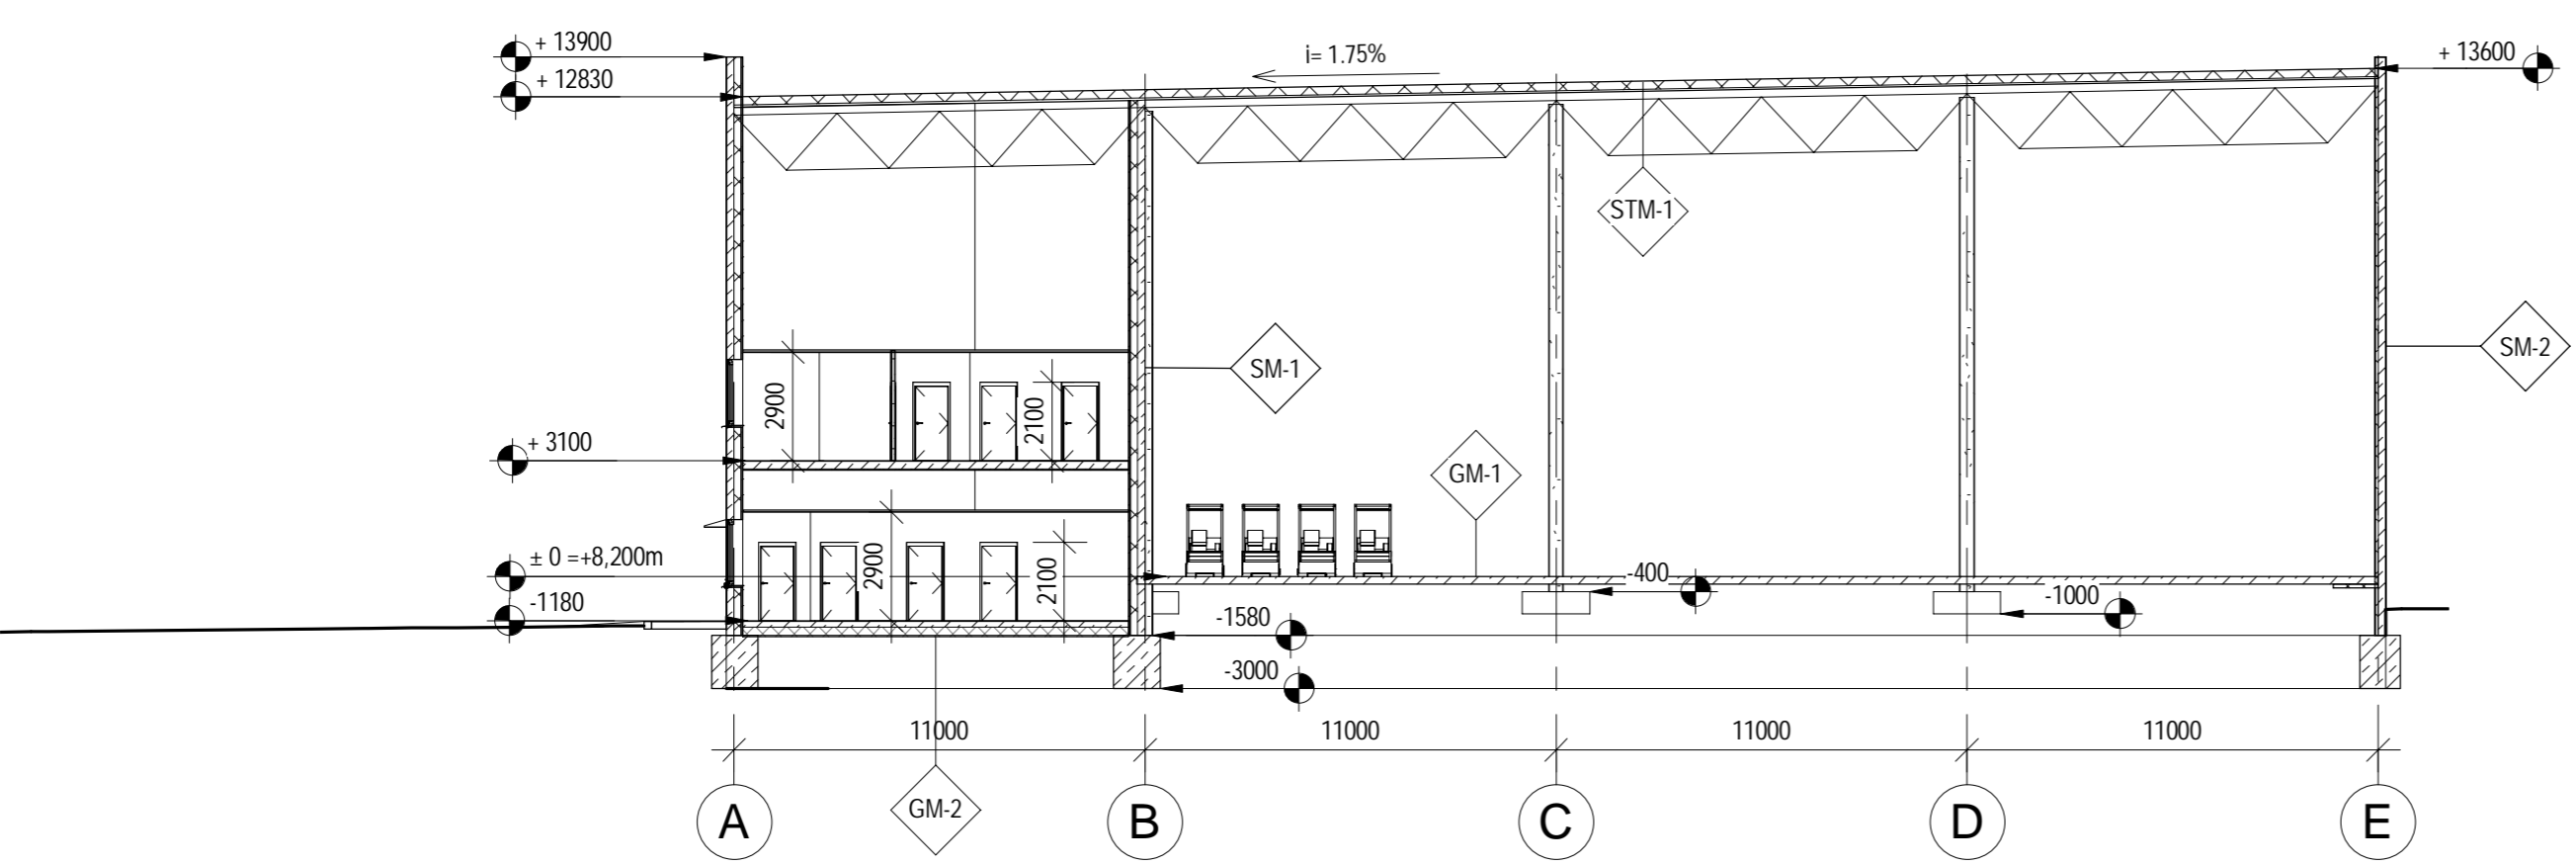 + 13900
i= 1.75%
+ 13600
+ 12830
STM-1
SM-1
SM-2
2900
2100
+ 3100
GM-1
± 0 =+8,200m
2900
2100
-400
-1180
-1000
-1580
-3000
11000
11000
11000
11000
GM-2
A
B
C
D
E